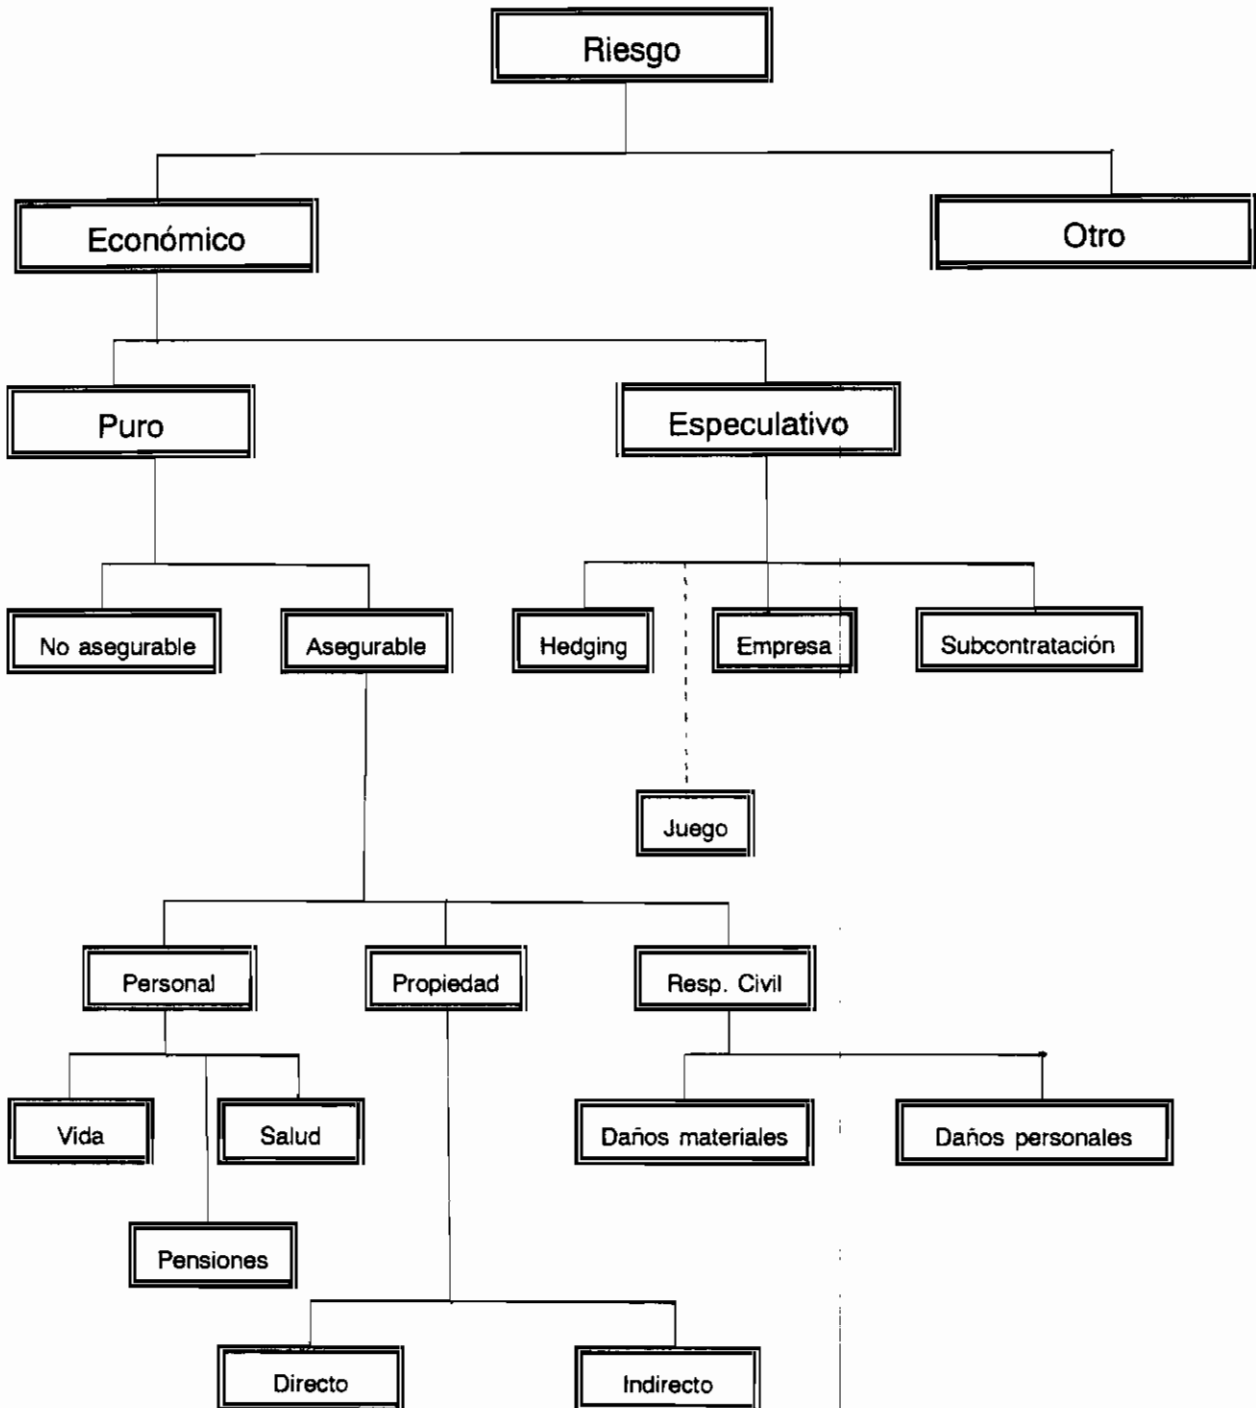 Riesgo
Económico
Otro
Puro
Especulativo
No asegurable
Asegurable
Hedging
Empresa
Subcontratación
Juego
Personal
Propiedad
Resp. Civil
Vida
Salud
Daños materiales
Daños personales
Pensiones
Directo
Indirecto